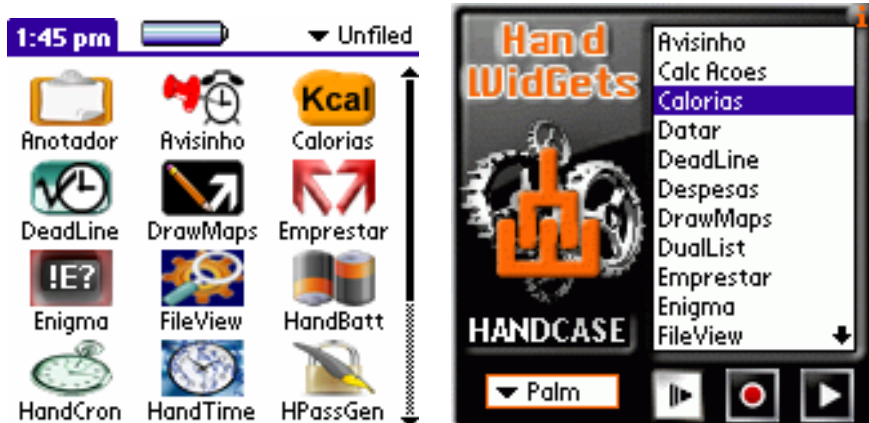 1:45 pm
Unfiled
Kcal
Anotador Avisinho Calorias
DeadLine DrawMaps Emprestar
!E?
Enigma FileView HandBatt
HandCron HandTime HPassGen
i
Hand
WidGets
HANDCASE
Palm
Avisinho
Calc Acoes
Calorias
Datar
DeadLine
Despesas
DrawMaps
DualList
Emprestar
Enigma
FileView